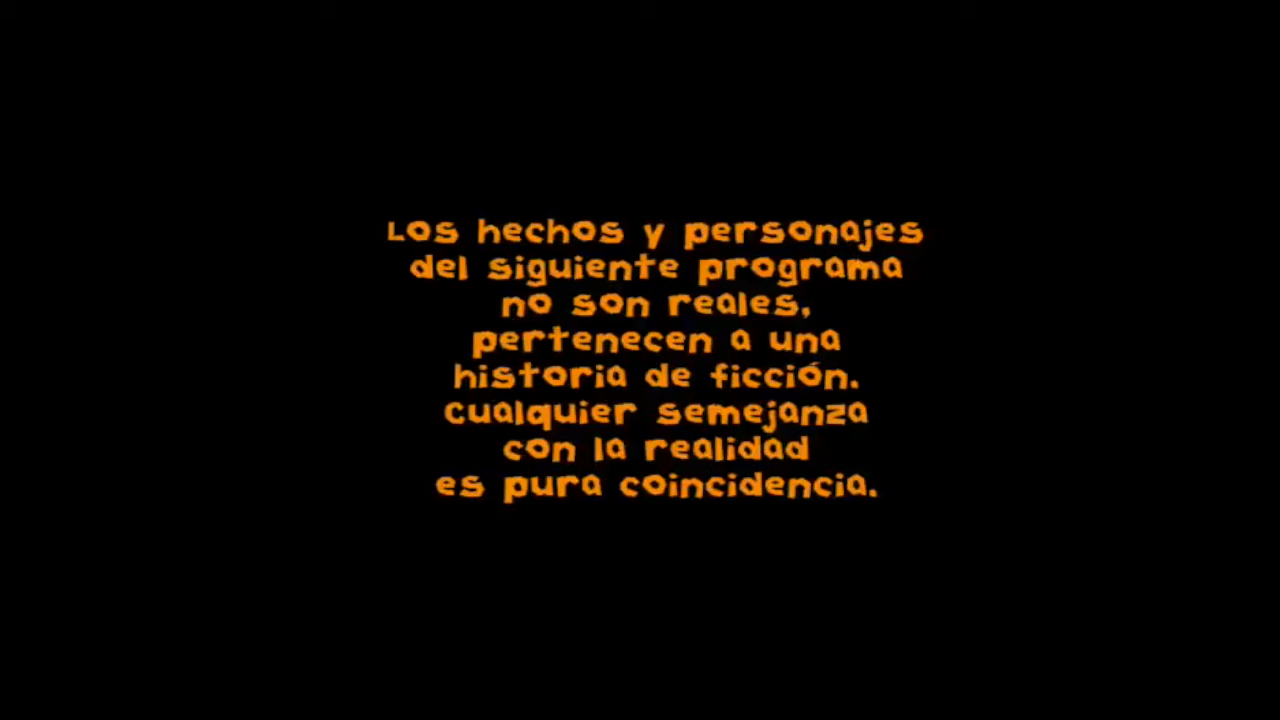 Los hechos y personajes
del siguiente programa
no son reales,
pertenecen a una
historia de ficción.
cualquier semejanza
con la realidad
es pura coincidencia.